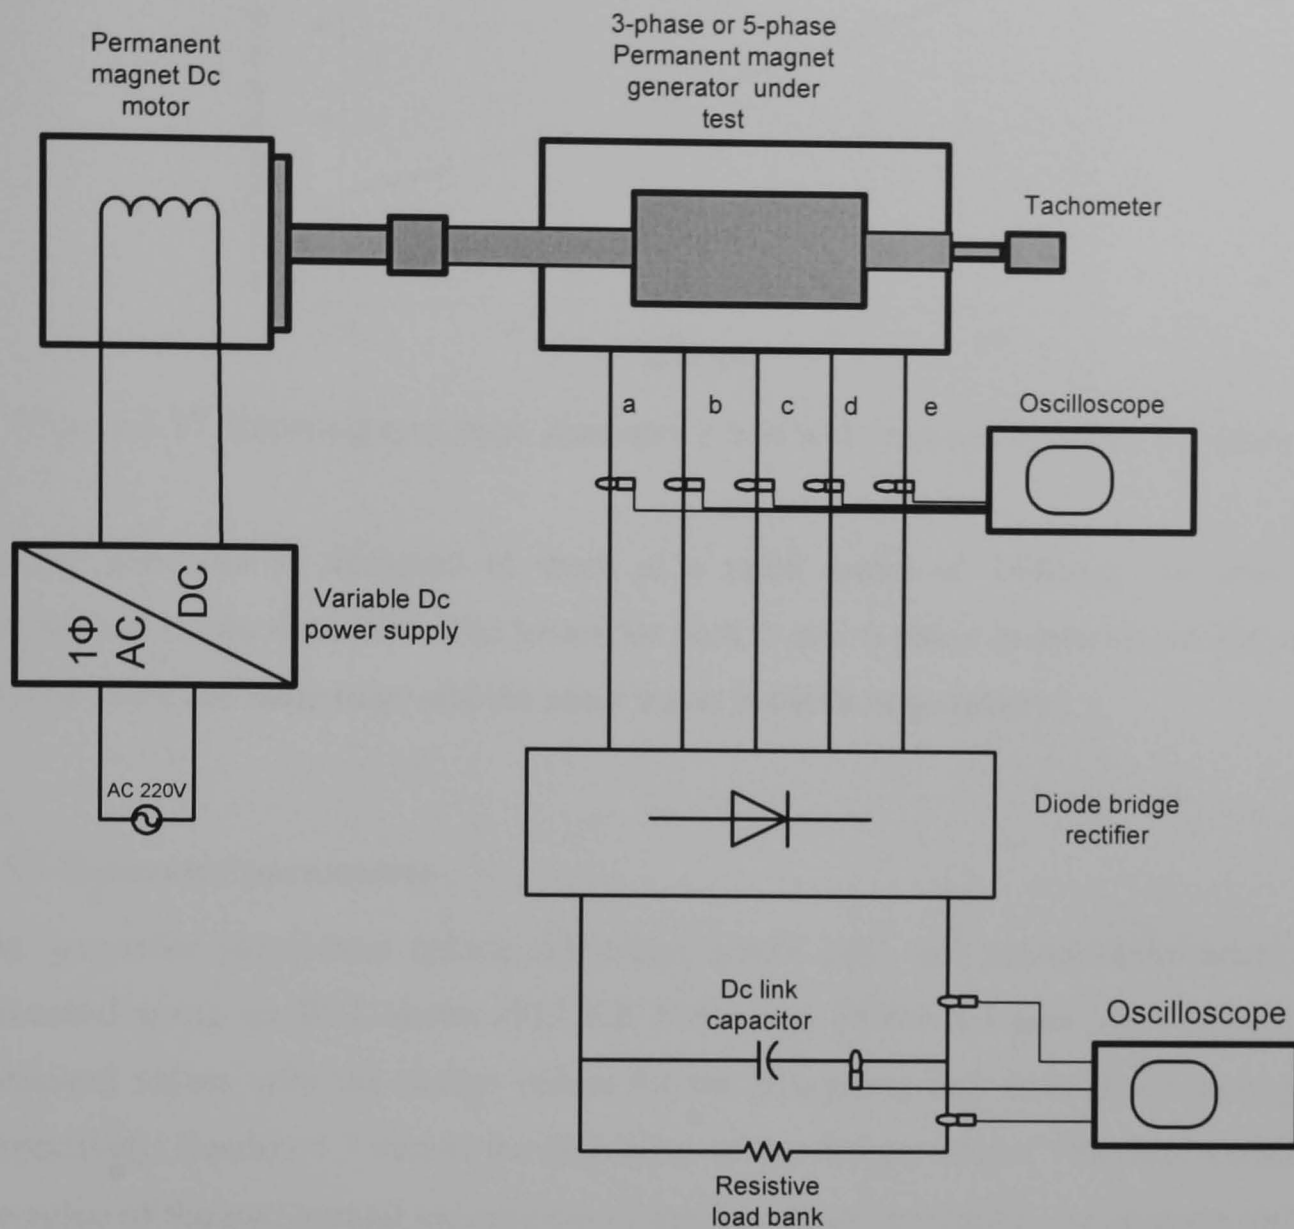 3-phase or 5-phase
Permanent magnet
generator under
test
Permanent
magnet Dc
motor
Tachometer
a b c d e
Oscilloscope
1Φ
AC
DC
Variable Dc
power supply
AC 220V
Diode bridge
rectifier
Dc link
capacitor
Oscilloscope
Resistive
load bank